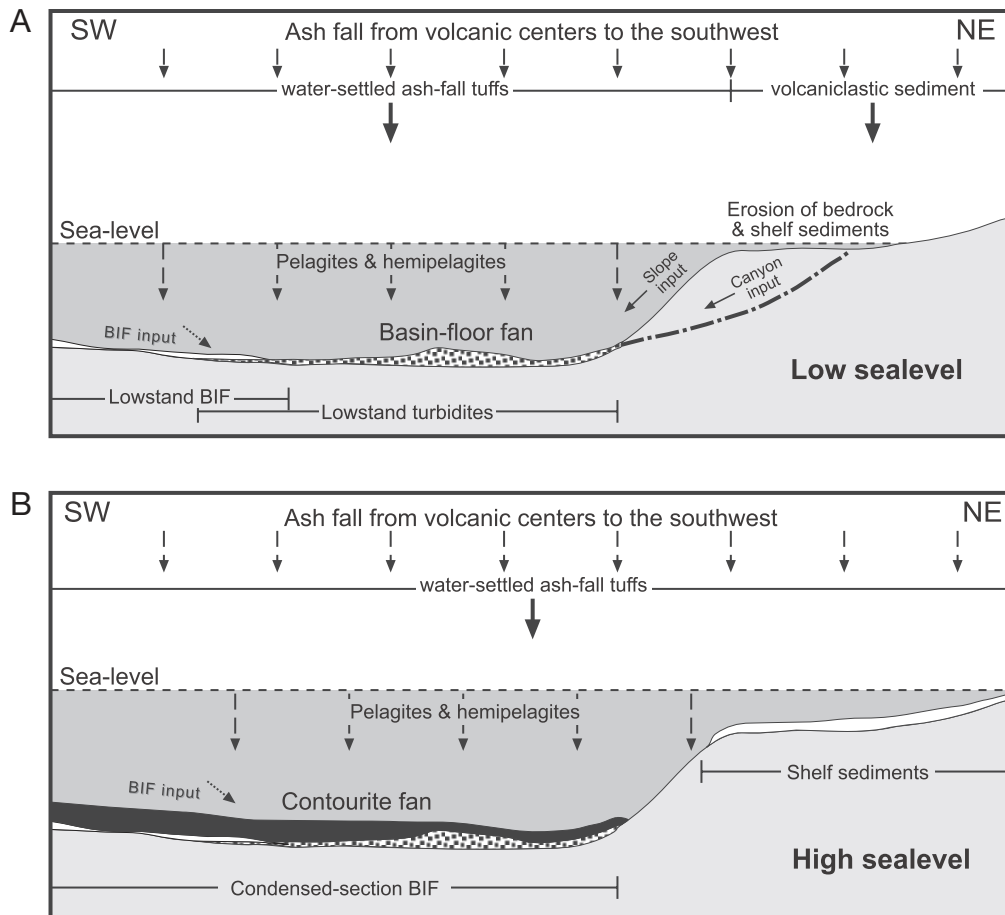 A
SW
Ash fall from volcanic centers to the southwest
NE
water-settled ash-fall tuffs
volcaniclastic sediment
Erosion of bedrock
& shelf sediments
Sea-level
Pelagites & hemipelagites
Slope
input
Canyon
input
BIF input
Basin-floor fan
Low sealevel
Lowstand BIF
Lowstand turbidites
B
SW
Ash fall from volcanic centers to the southwest
NE
water-settled ash-fall tuffs
Sea-level
Pelagites & hemipelagites
Shelf sediments
BIF input
Contourite fan
High sealevel
Condensed-section BIF